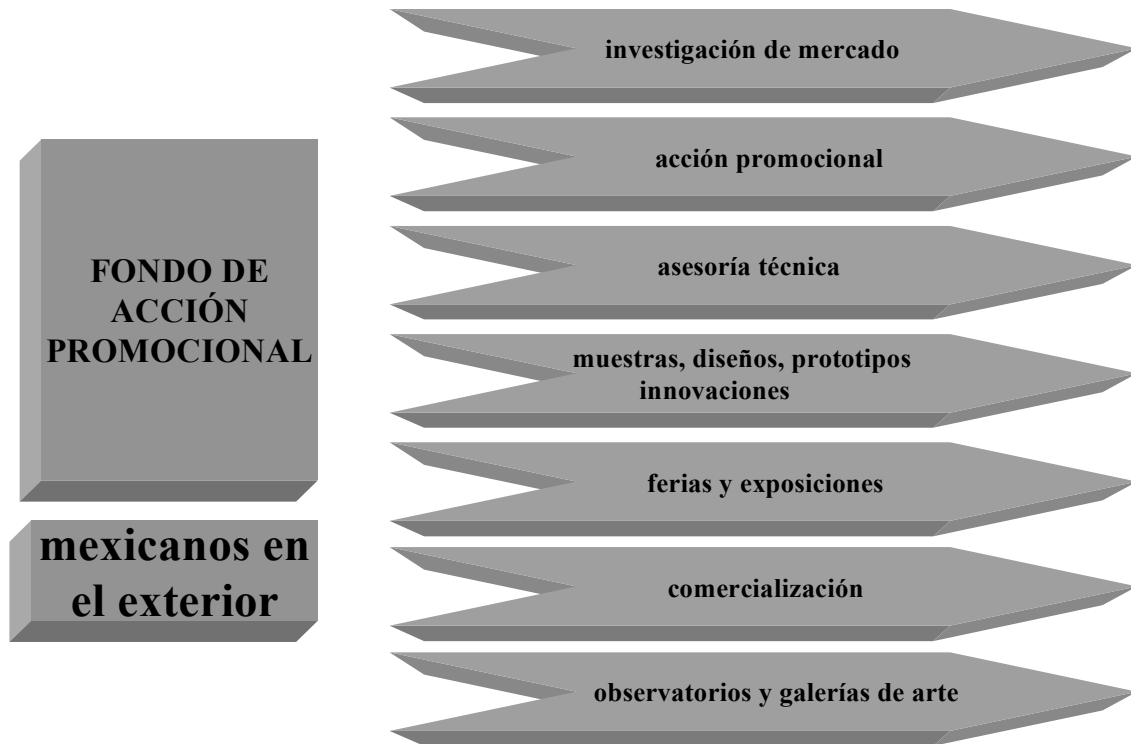 FONDO DE
ACCIÓN
PROMOCIONAL
mexicanos en
el exterior
investigación de mercado
acción promocional
asesoría técnica
muestras, diseños, prototipos
innovaciones
ferias y exposiciones
comercialización
observatorios y galerías de arte